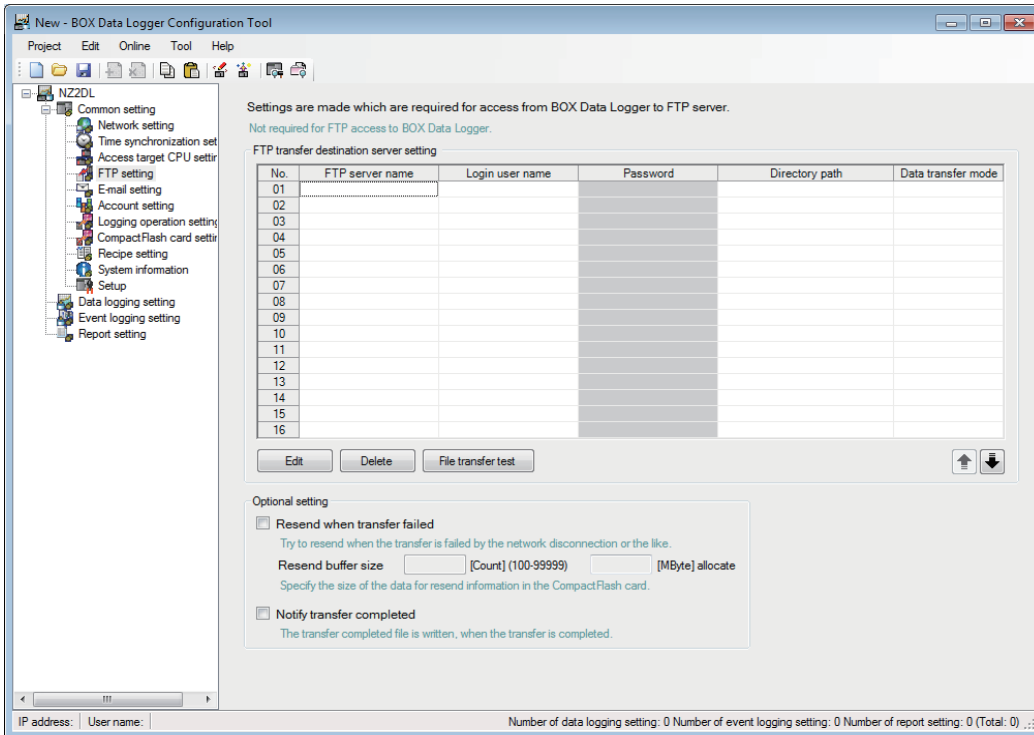 New - BOX Data Logger Configuration Tool
Project Edit Online Tool Help
NZ2DL
Common setting
Network setting
Time synchronization set
Access target CPU settir
FTP setting
E-mail setting
Account setting
Logging operation setting
CompactFlash card settir
Recipe setting
System information
Setup
Data logging setting
Event logging setting
Report setting
Settings are made which are required for access from BOX Data Logger to FTP server.
Not required for FTP access to BOX Data Logger.
FTP transfer destination server setting
No. FTP server name Login user name Password Directory path Data transfer mode
01
02
03
04
05
06
07
08
09
10
11
12
13
14
15
16
Edit Delete File transfer test
Optional setting
Resend when transfer failed
Try to resend when the transfer is failed by the network disconnection or the like.
Resend buffer size [Count] (100-99999) [MByte] allocate
Specify the size of the data for resend information in the CompactFlash card.
Notify transfer completed
The transfer completed file is written, when the transfer is completed.
IP address: User name: Number of data logging setting: 0 Number of event logging setting: 0 Number of report setting: 0 (Total: 0)